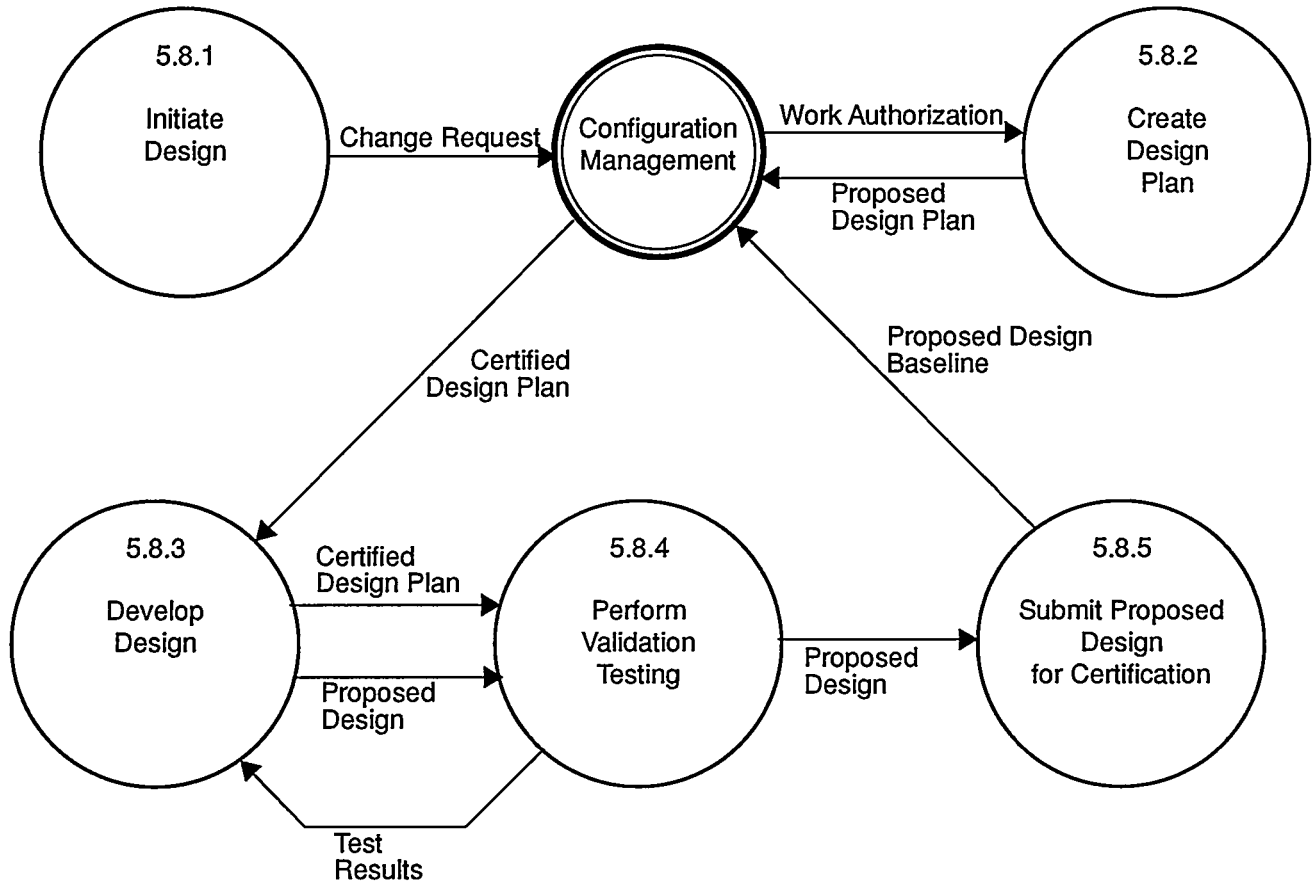 5.8.1
Initiate
Design
Change Request
Configuration
Management
Work Authorization
Proposed
Design Plan
5.8.2
Create
Design
Plan
Certified
Design Plan
Proposed Design
Baseline
5.8.3
Develop
Design
Certified
Design Plan
Proposed
Design
Test
Results
5.8.4
Perform
Validation
Testing
Proposed
Design
5.8.5
Submit Proposed
Design
for Certification